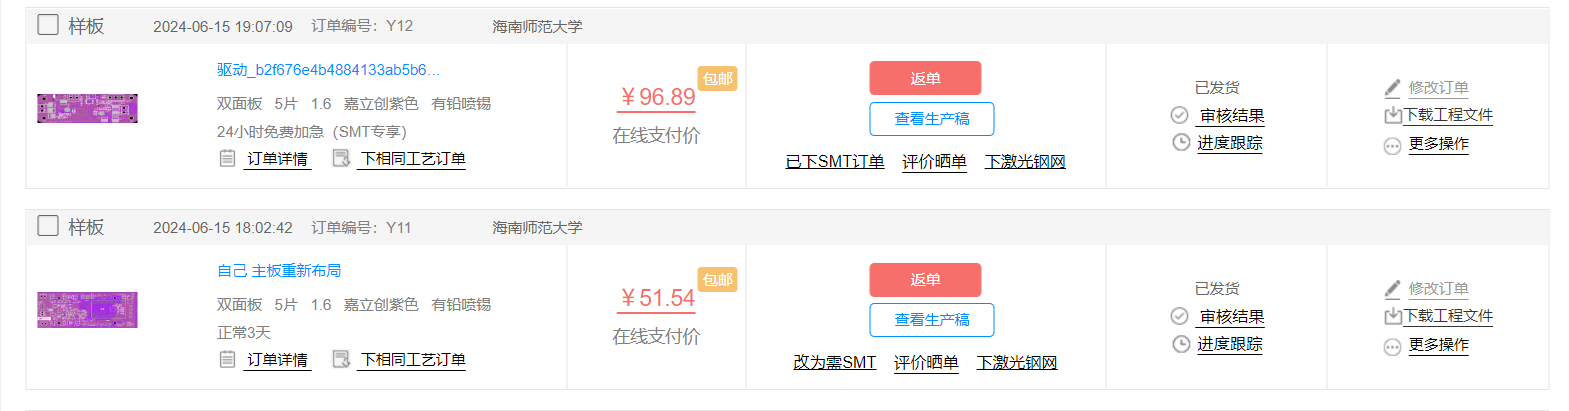 样板 2024-06-15 19:07:09 订单编号：Y12 海南师范大学
驱动_b2f676e4b4884133ab5b6...
双面板 5片 1.6 嘉立创紫色 有铅喷锡
24小时免费加急（SMT专享）
订单详情 下相同工艺订单
包邮
￥96.89
在线支付价
返单
查看生产稿
已下SMT订单 评价晒单 下激光钢网
已发货
审核结果
进度跟踪
修改订单
下载工程文件
更多操作
样板 2024-06-15 18:02:42 订单编号：Y11 海南师范大学
自己 主板重新布局
双面板 5片 1.6 嘉立创紫色 有铅喷锡
正常3天
订单详情 下相同工艺订单
包邮
￥51.54
在线支付价
返单
查看生产稿
改为需SMT 评价晒单 下激光钢网
已发货
审核结果
进度跟踪
修改订单
下载工程文件
更多操作